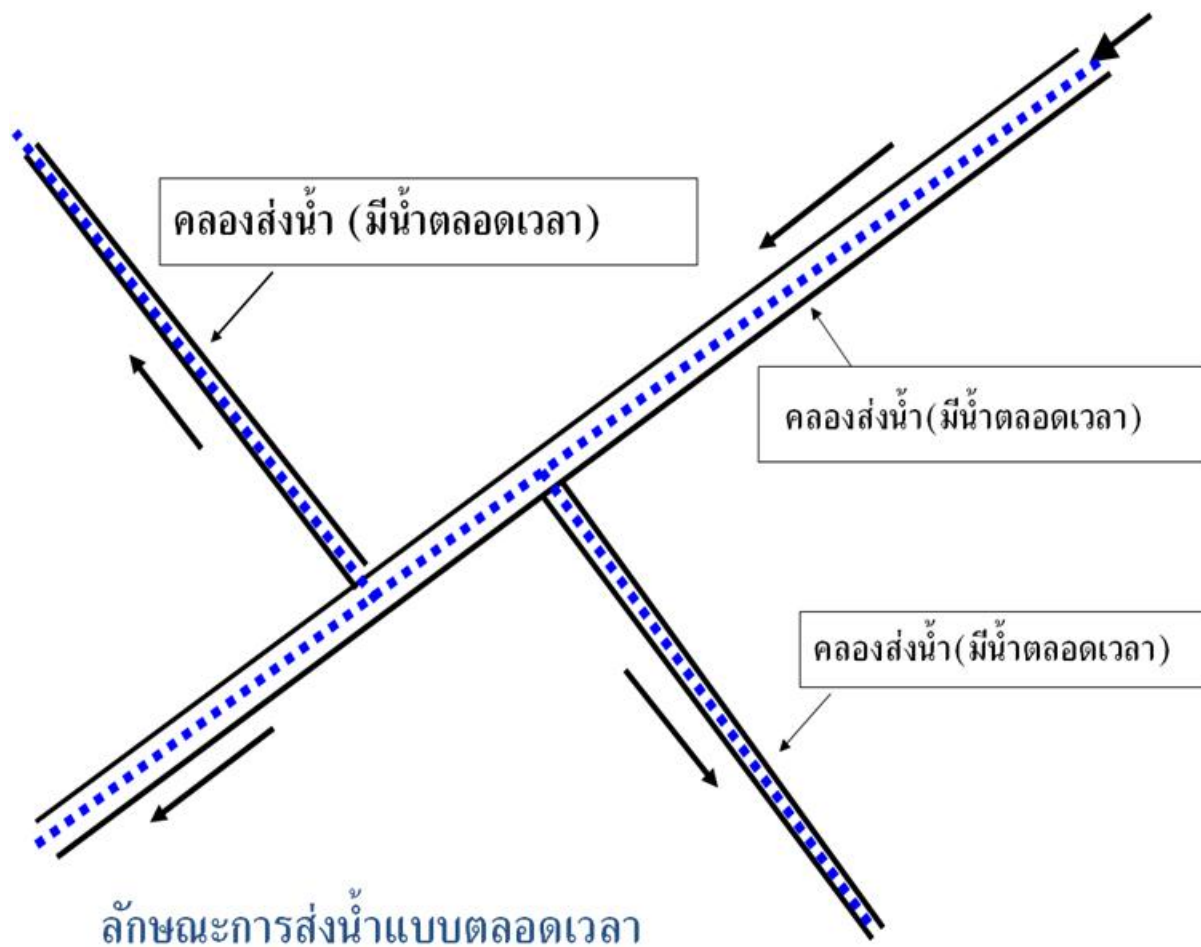 คลองส่งน้ำ (มีน้ำตลอดเวลา)
คลองส่งน้ำ(มีน้ำตลอดเวลา)
คลองส่งน้ำ(มีน้ำตลอดเวลา)
ลักษณะการส่งน้ำแบบตลอดเวลา